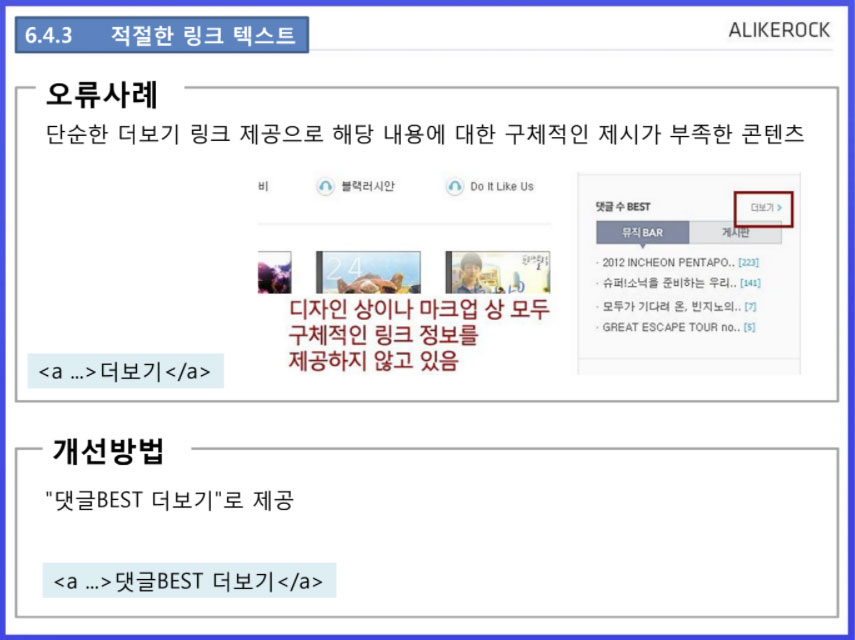 6.4.3 적절한 링크 텍스트
ALIKEROCK
오류사례
단순한 더보기 링크 제공으로 해당 내용에 대한 구체적인 제시가 부족한 콘텐츠
비 블랙러시안 Do It Like Us
댓글 수 BEST 더보기 >
뮤직 BAR 게시판
· 2012 INCHEON PENTAPO.. [223]
· 슈퍼!소닉을 준비하는 우리.. [141]
· 모두가 기다려 온, 빈지노의.. [7]
· GREAT ESCAPE TOUR no.. [5]
24
디자인 상이나 마크업 상 모두
구체적인 링크 정보를
제공하지 않고 있음
<a ...>더보기</a>
개선방법
"댓글BEST 더보기"로 제공
<a ...>댓글BEST 더보기</a>